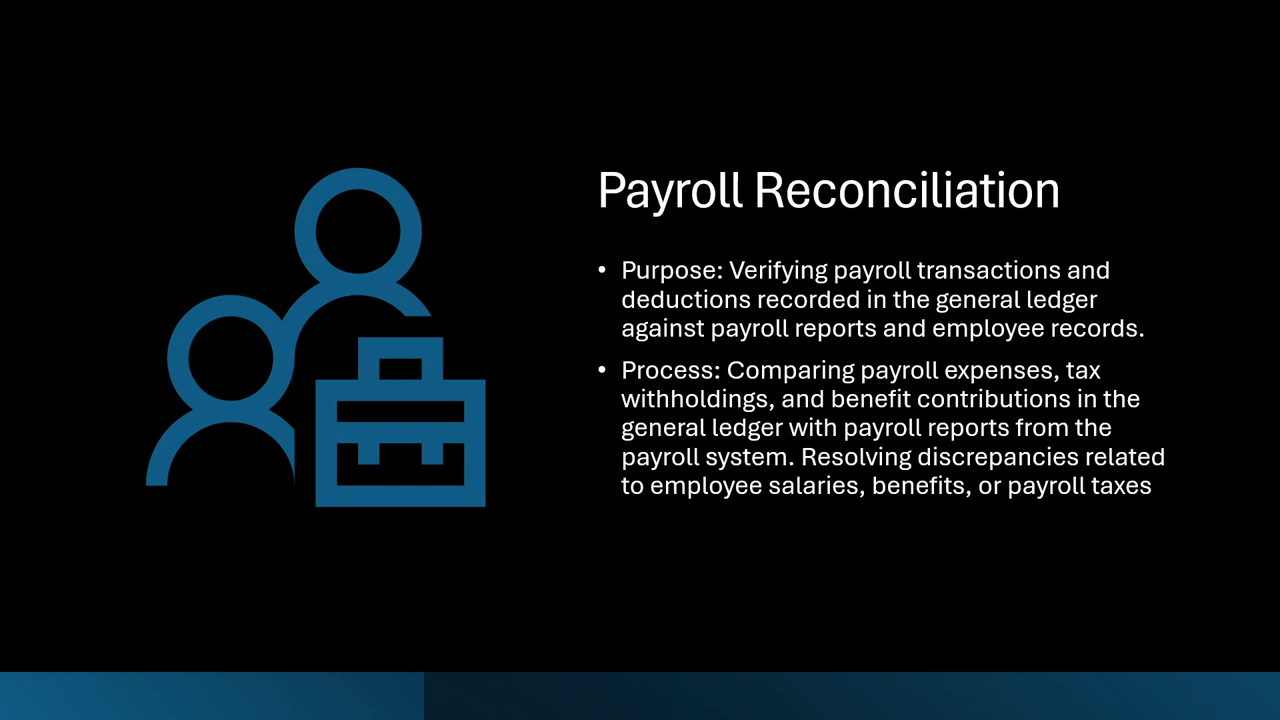 Payroll Reconciliation
• Purpose: Verifying payroll transactions and
deductions recorded in the general ledger
against payroll reports and employee records.
• Process: Comparing payroll expenses, tax
withholdings, and benefit contributions in the
general ledger with payroll reports from the
payroll system. Resolving discrepancies related
to employee salaries, benefits, or payroll taxes